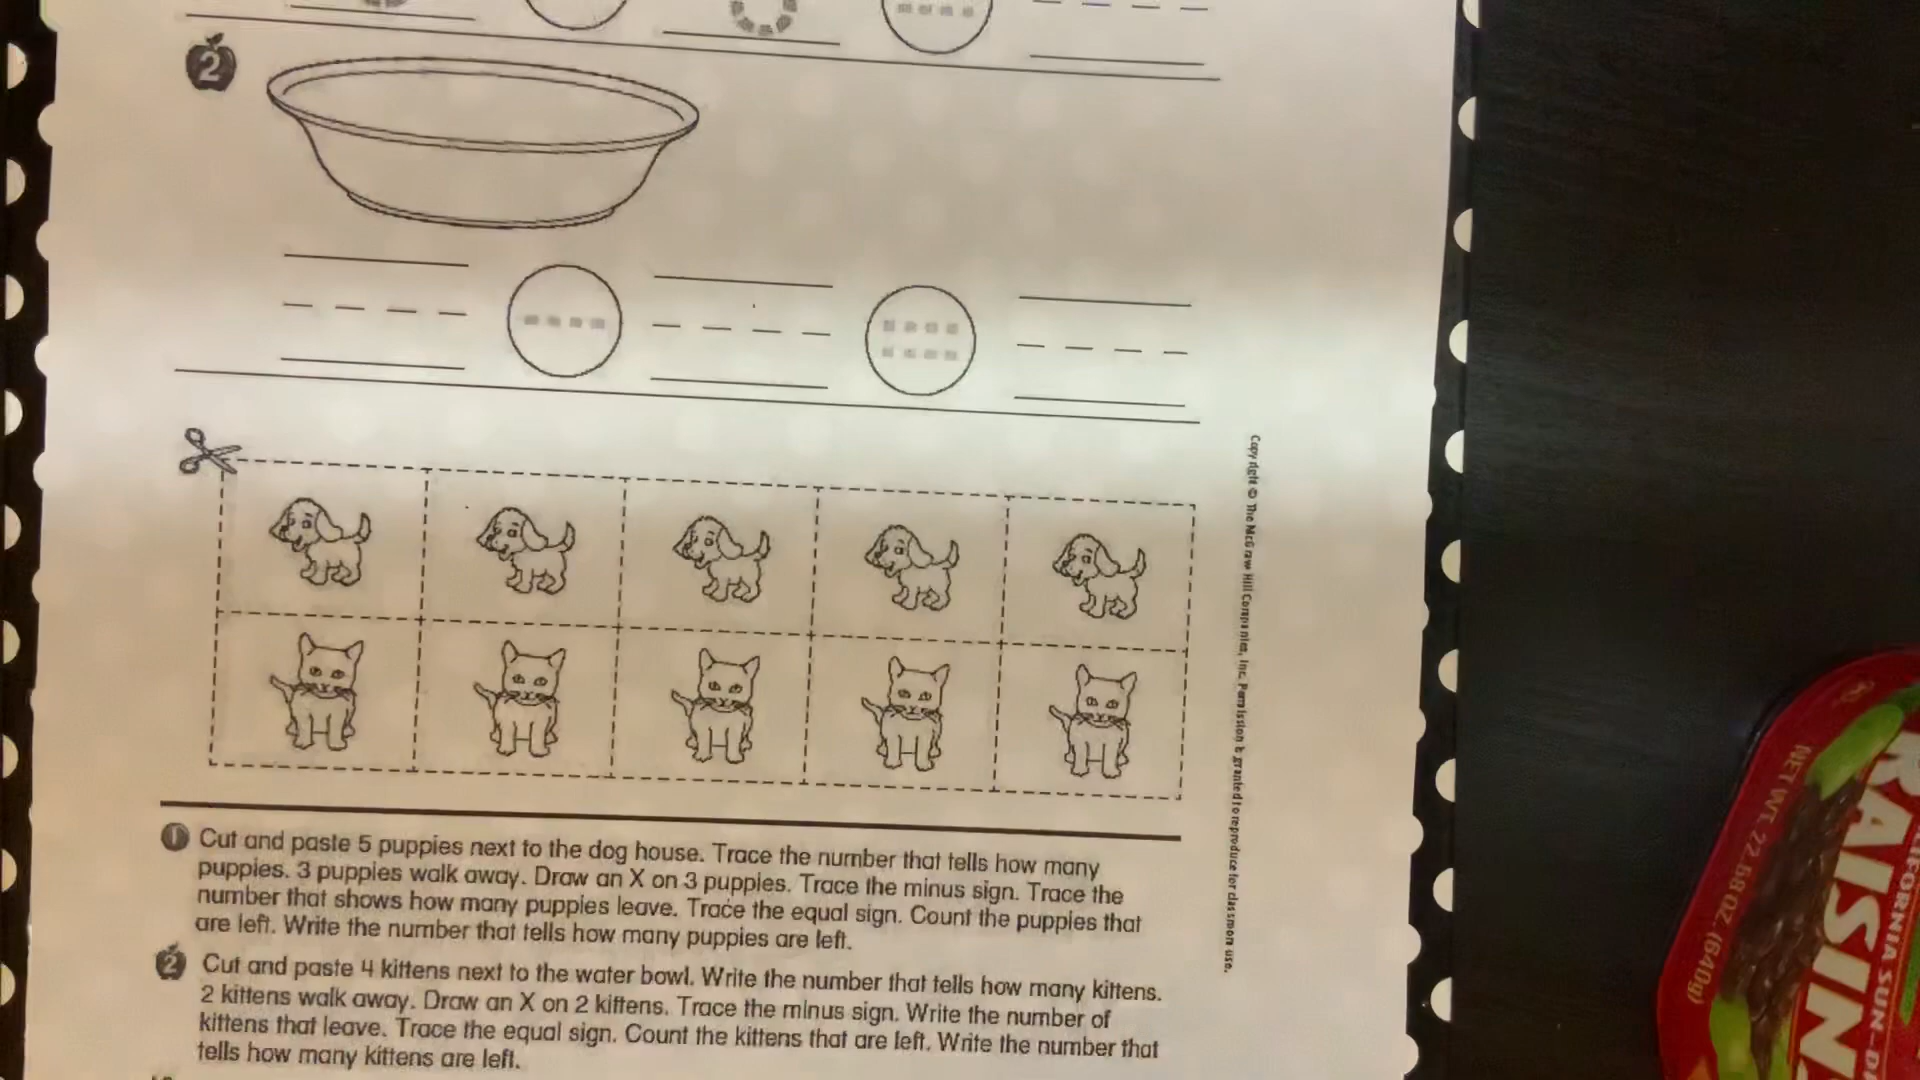 2
Copyright © The McGraw-Hill Companies, Inc. Permission is granted to reproduce for classroom use.
1 Cut and paste 5 puppies next to the dog house. Trace the number that tells how many
puppies. 3 puppies walk away. Draw an X on 3 puppies. Trace the minus sign. Trace the
number that shows how many puppies leave. Trace the equal sign. Count the puppies that
are left. Write the number that tells how many puppies are left.
2 Cut and paste 4 kittens next to the water bowl. Write the number that tells how many kittens.
2 kittens walk away. Draw an X on 2 kittens. Trace the minus sign. Write the number of
kittens that leave. Trace the equal sign. Count the kittens that are left. Write the number that
tells how many kittens are left.
NET WT. 22.58 OZ. (640g)
RAISIN
CALIFORNIA SUN-D